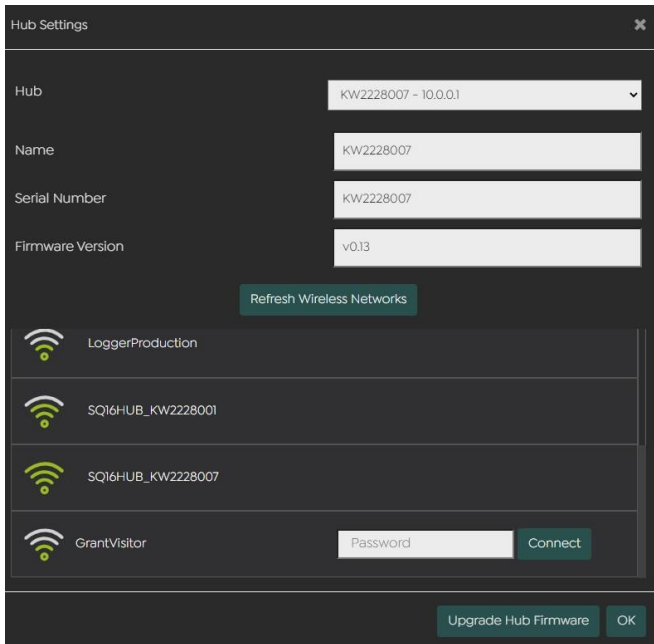 Hub Settings
Hub
KW2228007 - 10.0.0.1
Name
KW2228007
Serial Number
KW2228007
Firmware Version
v0.13
Refresh Wireless Networks
LoggerProduction
SQ16HUB_KW2228001
SQ16HUB_KW2228007
GrantVisitor
Password
Connect
Upgrade Hub Firmware
OK